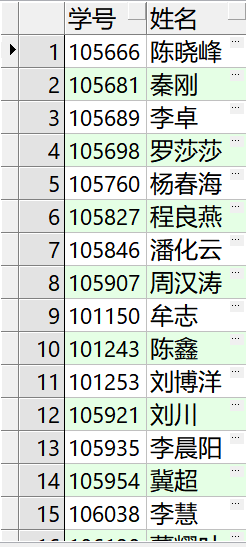 学号 姓名
1 105666 陈晓峰
2 105681 秦刚
3 105689 李卓
4 105698 罗莎莎
5 105760 杨春海
6 105827 程良燕
7 105846 潘化云
8 105907 周汉涛
9 101150 牟志
10 101243 陈鑫
11 101253 刘博洋
12 105921 刘川
13 105935 李晨阳
14 105954 冀超
15 106038 李慧